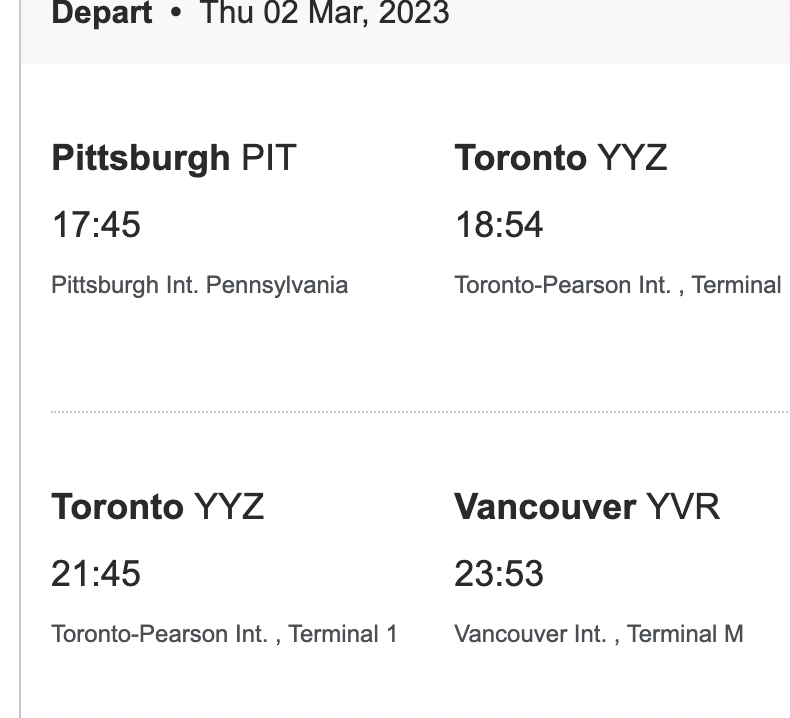 Depart • Thu 02 Mar, 2023
Pittsburgh PIT
Toronto YYZ
17:45
18:54
Pittsburgh Int. Pennsylvania
Toronto-Pearson Int. , Terminal
Toronto YYZ
Vancouver YVR
21:45
23:53
Toronto-Pearson Int. , Terminal 1
Vancouver Int. , Terminal M